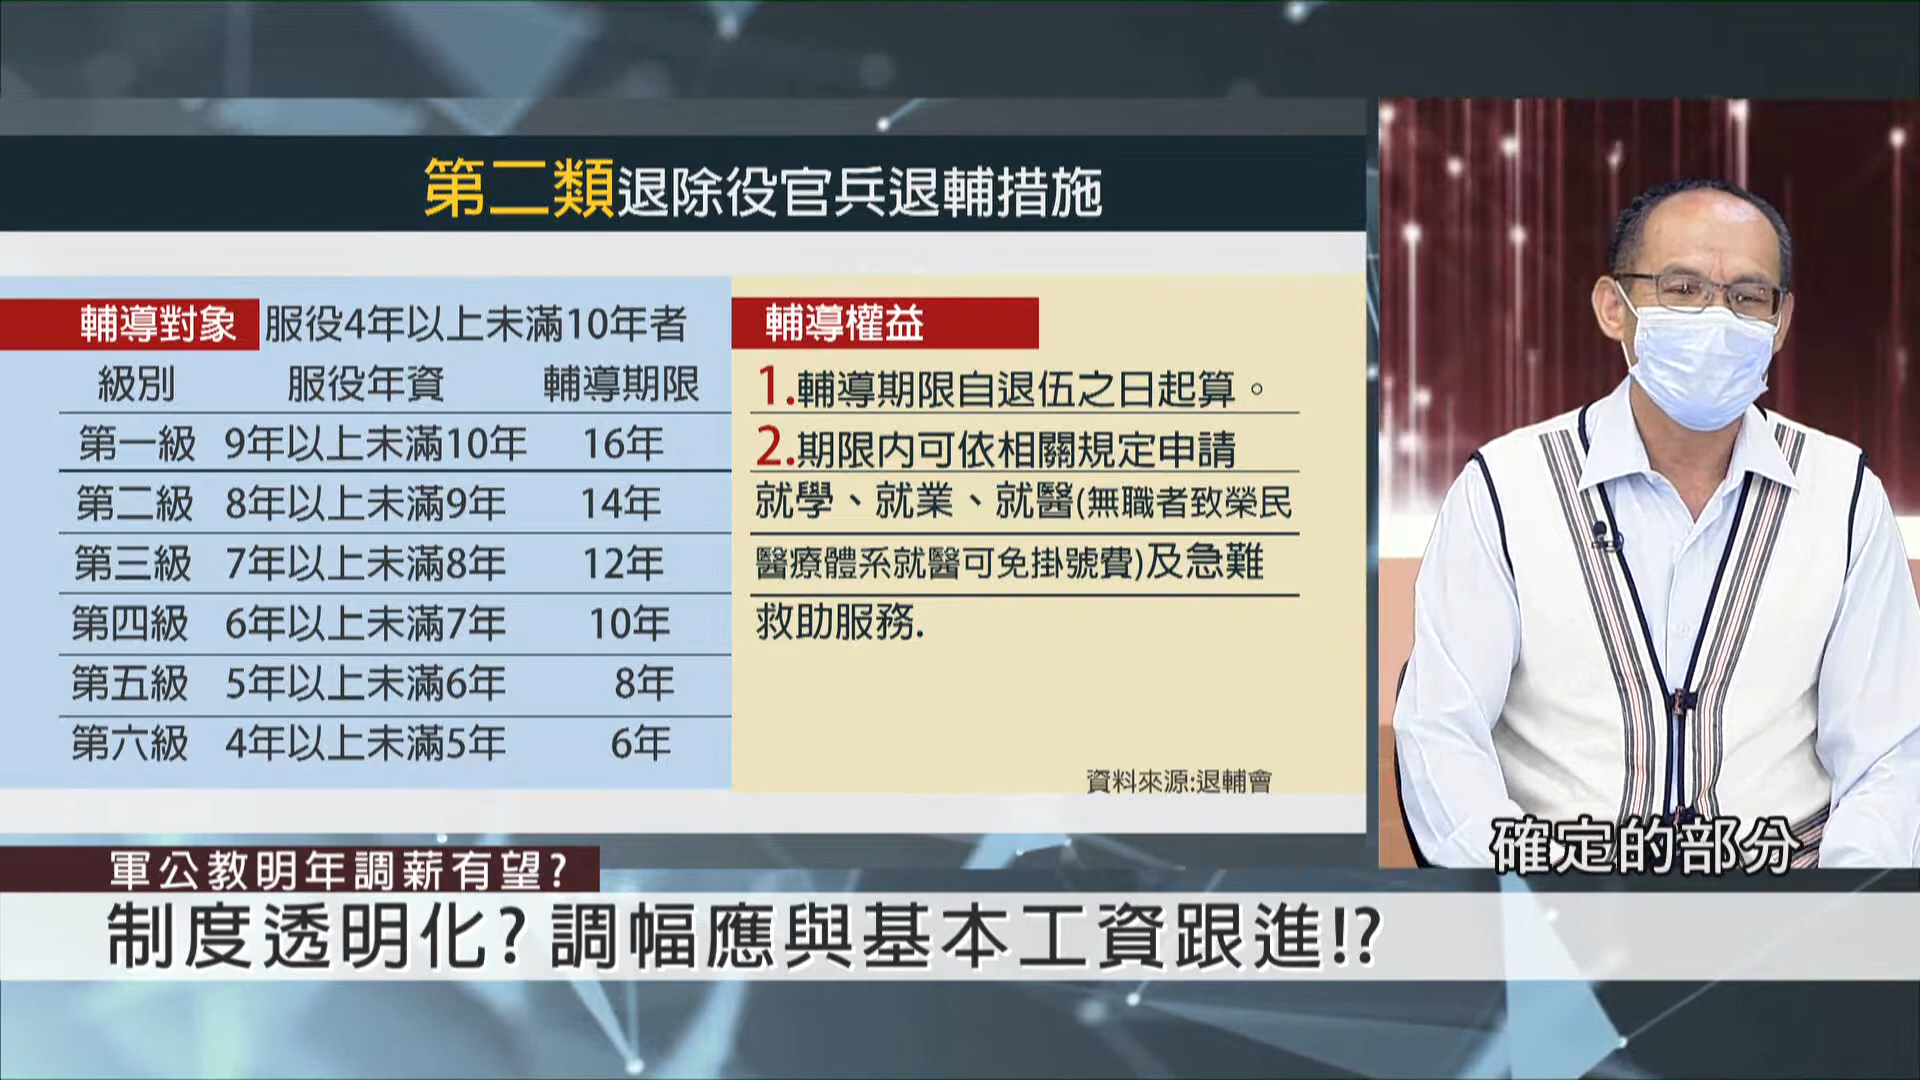 第二類退除役官兵退輔措施
輔導對象 服役4年以上未滿10年者
級別 服役年資 輔導期限
第一級 9年以上未滿10年 16年
第二級 8年以上未滿9年 14年
第三級 7年以上未滿8年 12年
第四級 6年以上未滿7年 10年
第五級 5年以上未滿6年 8年
第六級 4年以上未滿5年 6年
輔導權益
1.輔導期限自退伍之日起算。
2.期限內可依相關規定申請
就學、就業、就醫(無職者致榮民
醫療體系就醫可免掛號費)及急難
救助服務.
資料來源:退輔會
確定的部分
軍公教明年調薪有望?
制度透明化?調幅應與基本工資跟進!?